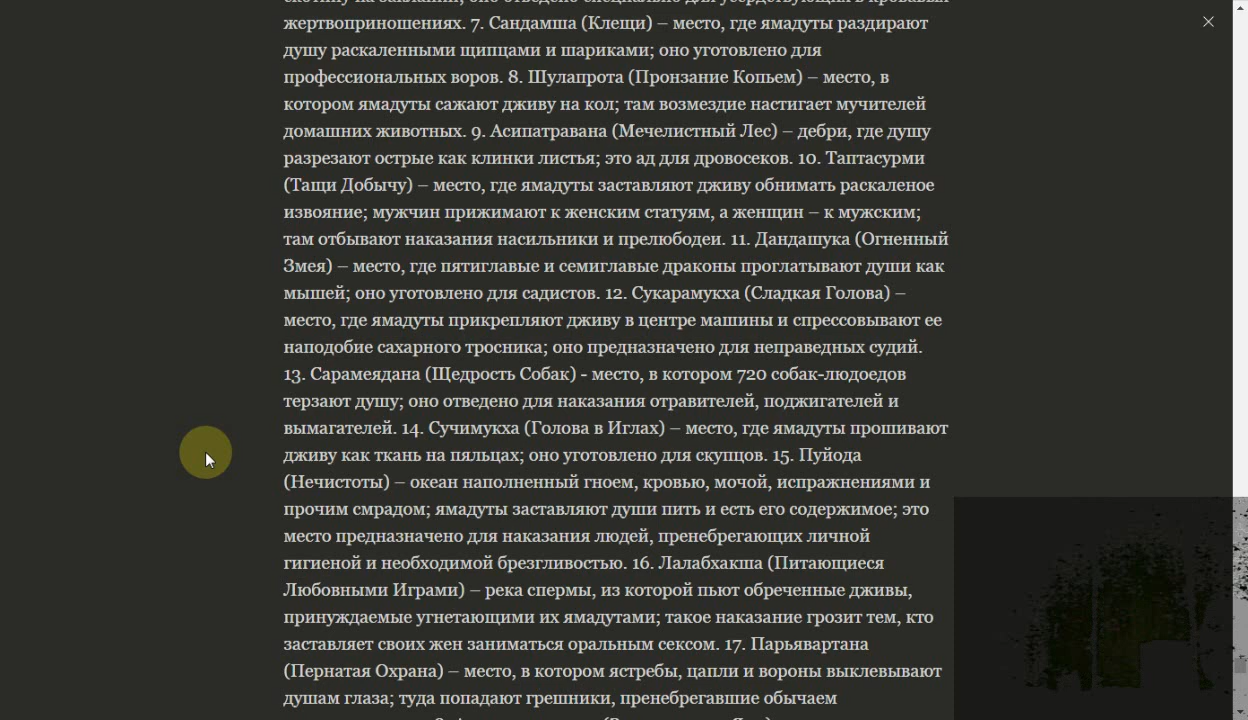 жертвоприношениях. 7. Сандамша (Клещи) – место, где ямадуты раздирают
душу раскаленными щипцами и шариками; оно уготовлено для
профессиональных воров. 8. Шулапрота (Пронзание Копьем) – место, в
котором ямадуты сажают дживу на кол; там возмездие настигает мучителей
домашних животных. 9. Асипатравана (Мечелистный Лес) – дебри, где душу
разрезают острые как клинки листья; это ад для дровосеков. 10. Таптасурми
(Тащи Добычу) – место, где ямадуты заставляют дживу обнимать раскаленое
извояние; мужчин прижимают к женским статуям, а женщин – к мужским;
там отбывают наказания насильники и прелюбодеи. 11. Дандашука (Огненный
Змея) – место, где пятиглавые и семиглавые драконы проглатывают души как
мышей; оно уготовлено для садистов. 12. Сукарамукха (Сладкая Голова) –
место, где ямадуты прикрепляют дживу в центре машины и спрессовывают ее
наподобие сахарного тросника; оно предназначено для неправедных судий.
13. Сарамеядана (Щедрость Собак) - место, в котором 720 собак-людоедов
терзают душу; оно отведено для наказания отравителей, поджигателей и
вымагателей. 14. Сучимукха (Голова в Иглах) – место, где ямадуты прошивают
дживу как ткань на пяльцах; оно уготовлено для скупцов. 15. Пуйода
(Нечистоты) – океан наполненный гноем, кровью, мочой, испражнениями и
прочим смрадом; ямадуты заставляют души пить и есть его содержимое; это
место предназначено для наказания людей, пренебрегающих личной
гигиеной и необходимой брезгливостью. 16. Лалабхакша (Питающиеся
Любовными Играми) – река спермы, из которой пьют обреченные дживы,
принуждаемые угнетающими их ямадутами; такое наказание грозит тем, кто
заставляет своих жен заниматься оральным сексом. 17. Парьявартана
(Пернатая Охрана) – место, в котором ястребы, цапли и вороны выклевывают
душам глаза; туда попадают грешники, пренебрегавшие обычаем